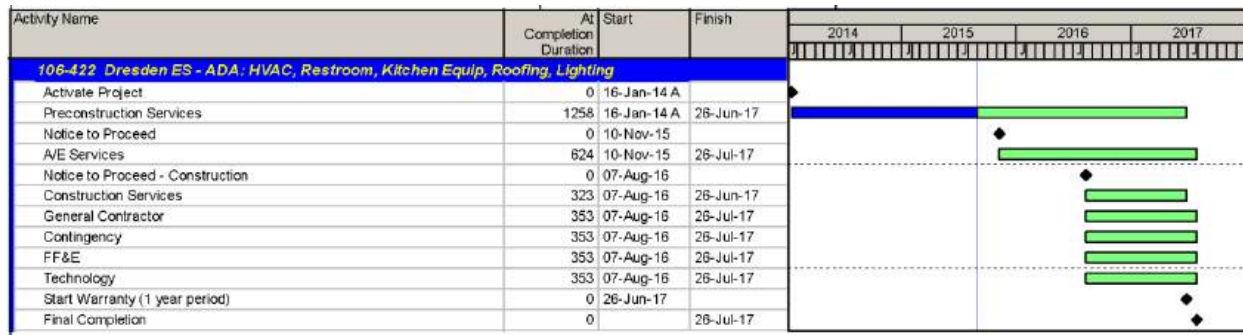 Activity Name At Completion Duration Start Finish 2014 2015 2016 2017
J J J J J J J J
106-422 Dresden ES - ADA: HVAC, Restroom, Kitchen Equip, Roofing, Lighting
Activate Project 0 16-Jan-14 A
Preconstruction Services 1258 16-Jan-14 A 26-Jun-17
Notice to Proceed 0 10-Nov-15
A/E Services 624 10-Nov-15 26-Jul-17
Notice to Proceed - Construction 0 07-Aug-16
Construction Services 323 07-Aug-16 26-Jun-17
General Contractor 353 07-Aug-16 26-Jul-17
Contingency 353 07-Aug-16 26-Jul-17
FF&E 353 07-Aug-16 26-Jul-17
Technology 353 07-Aug-16 26-Jul-17
Start Warranty (1 year period) 0 26-Jun-17
Final Completion 0 26-Jul-17